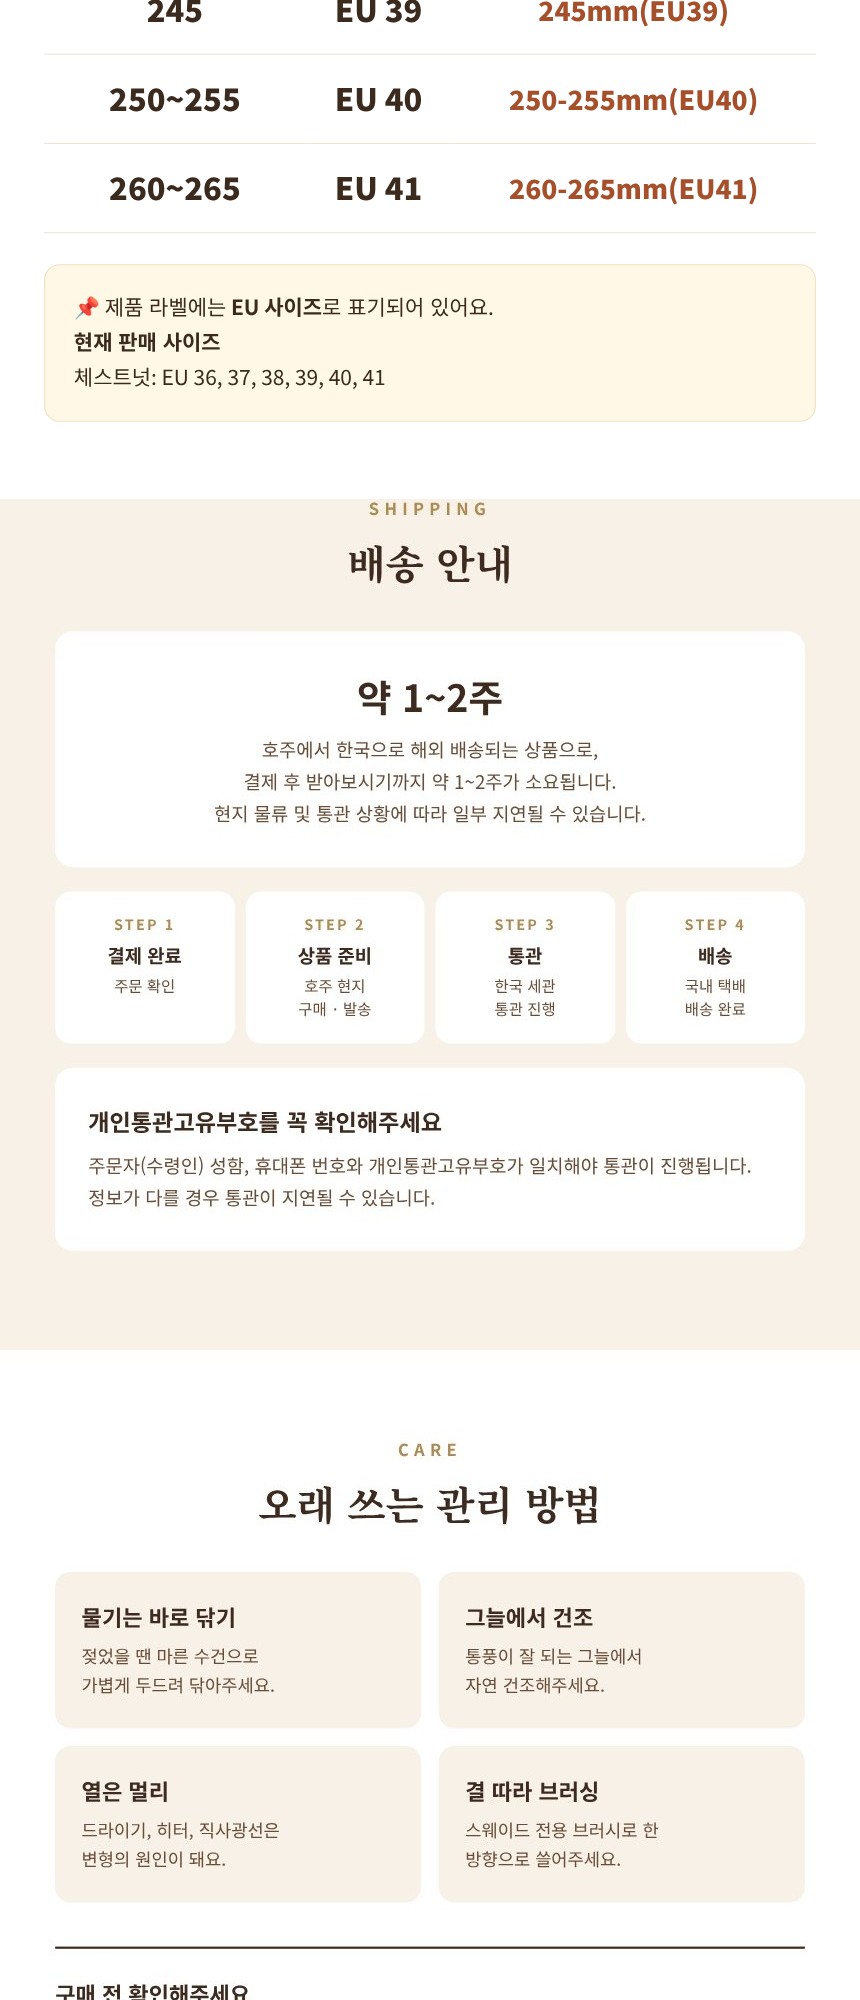 245 EU 39 245mm(EU39)
250~255 EU 40 250-255mm(EU40)
260~265 EU 41 260-265mm(EU41)
📌 제품 라벨에는 EU 사이즈로 표기되어 있어요.
현재 판매 사이즈
체스트넛: EU 36, 37, 38, 39, 40, 41
SHIPPING
배송 안내
약 1~2주
호주에서 한국으로 해외 배송되는 상품으로,
결제 후 받아보시기까지 약 1~2주가 소요됩니다.
현지 물류 및 통관 상황에 따라 일부 지연될 수 있습니다.
STEP 1
결제 완료
주문 확인
STEP 2
상품 준비
호주 현지
구매 · 발송
STEP 3
통관
한국 세관
통관 진행
STEP 4
배송
국내 택배
배송 완료
개인통관고유부호를 꼭 확인해주세요
주문자(수령인) 성함, 휴대폰 번호와 개인통관고유부호가 일치해야 통관이 진행됩니다.
정보가 다를 경우 통관이 지연될 수 있습니다.
CARE
오래 쓰는 관리 방법
물기는 바로 닦기
젖었을 땐 마른 수건으로
가볍게 두드려 닦아주세요.
그늘에서 건조
통풍이 잘 되는 그늘에서
자연 건조해주세요.
열은 멀리
드라이기, 히터, 직사광선은
변형의 원인이 돼요.
결 따라 브러싱
스웨이드 전용 브러시로 한
방향으로 쓸어주세요.
구매 전 확인해주세요